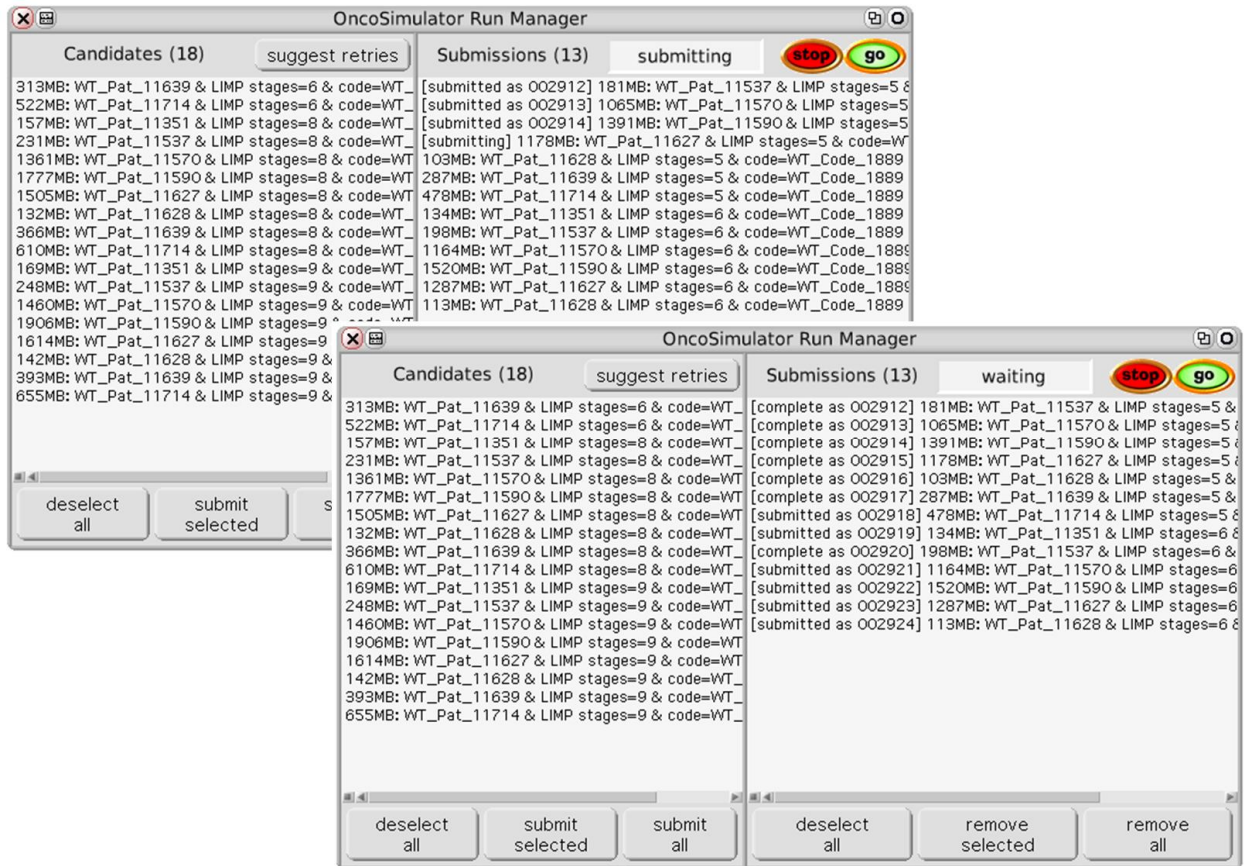 OncoSimulator Run Manager
Candidates (18)
suggest retries
313MB: WT_Pat_11639 & LIMP stages=6 & code=WT_
522MB: WT_Pat_11714 & LIMP stages=6 & code=WT_
157MB: WT_Pat_11351 & LIMP stages=8 & code=WT_
231MB: WT_Pat_11537 & LIMP stages=8 & code=WT_
1361MB: WT_Pat_11570 & LIMP stages=8 & code=WT
1777MB: WT_Pat_11590 & LIMP stages=8 & code=WT
1505MB: WT_Pat_11627 & LIMP stages=8 & code=WT
132MB: WT_Pat_11628 & LIMP stages=8 & code=WT_
366MB: WT_Pat_11639 & LIMP stages=8 & code=WT_
610MB: WT_Pat_11714 & LIMP stages=8 & code=WT_
169MB: WT_Pat_11351 & LIMP stages=9 & code=WT_
248MB: WT_Pat_11537 & LIMP stages=9 & code=WT_
1460MB: WT_Pat_11570 & LIMP stages=9 & code=WT
1906MB: WT_Pat_11590 & LIMP stages=9
1614MB: WT_Pat_11627 & LIMP stages=9
142MB: WT_Pat_11628 & LIMP stages=9 &
393MB: WT_Pat_11639 & LIMP stages=9 &
655MB: WT_Pat_11714 & LIMP stages=9 &
deselect all
submit selected
s
Submissions (13)
submitting
stop
go
[submitted as 002912] 181MB: WT_Pat_11537 & LIMP stages=5 &
[submitted as 002913] 1065MB: WT_Pat_11570 & LIMP stages=5
[submitted as 002914] 1391MB: WT_Pat_11590 & LIMP stages=5
[submitting] 1178MB: WT_Pat_11627 & LIMP stages=5 & code=W
103MB: WT_Pat_11628 & LIMP stages=5 & code=WT_Code_1889
287MB: WT_Pat_11639 & LIMP stages=5 & code=WT_Code_1889
478MB: WT_Pat_11714 & LIMP stages=5 & code=WT_Code_1889
134MB: WT_Pat_11351 & LIMP stages=6 & code=WT_Code_1889
198MB: WT_Pat_11537 & LIMP stages=6 & code=WT_Code_1889
1164MB: WT_Pat_11570 & LIMP stages=6 & code=WT_Code_1889
1520MB: WT_Pat_11590 & LIMP stages=6 & code=WT_Code_1889
1287MB: WT_Pat_11627 & LIMP stages=6 & code=WT_Code_1889
113MB: WT_Pat_11628 & LIMP stages=6 & code=WT_Code_1889
OncoSimulator Run Manager
Candidates (18)
suggest retries
313MB: WT_Pat_11639 & LIMP stages=6 & code=WT_
522MB: WT_Pat_11714 & LIMP stages=6 & code=WT_
157MB: WT_Pat_11351 & LIMP stages=8 & code=WT_
231MB: WT_Pat_11537 & LIMP stages=8 & code=WT_
1361MB: WT_Pat_11570 & LIMP stages=8 & code=WT
1777MB: WT_Pat_11590 & LIMP stages=8 & code=WT
1505MB: WT_Pat_11627 & LIMP stages=8 & code=WT
132MB: WT_Pat_11628 & LIMP stages=8 & code=WT_
366MB: WT_Pat_11639 & LIMP stages=8 & code=WT_
610MB: WT_Pat_11714 & LIMP stages=8 & code=WT_
169MB: WT_Pat_11351 & LIMP stages=9 & code=WT_
248MB: WT_Pat_11537 & LIMP stages=9 & code=WT_
1460MB: WT_Pat_11570 & LIMP stages=9 & code=WT
1906MB: WT_Pat_11590 & LIMP stages=9 & code=WT
1614MB: WT_Pat_11627 & LIMP stages=9 & code=WT
142MB: WT_Pat_11628 & LIMP stages=9 & code=WT_
393MB: WT_Pat_11639 & LIMP stages=9 & code=WT_
655MB: WT_Pat_11714 & LIMP stages=9 & code=WT_
deselect all
submit selected
submit all
Submissions (13)
waiting
stop
go
[complete as 002912] 181MB: WT_Pat_11537 & LIMP stages=5 &
[complete as 002913] 1065MB: WT_Pat_11570 & LIMP stages=5 &
[complete as 002914] 1391MB: WT_Pat_11590 & LIMP stages=5 &
[complete as 002915] 1178MB: WT_Pat_11627 & LIMP stages=5 &
[complete as 002916] 103MB: WT_Pat_11628 & LIMP stages=5 &
[complete as 002917] 287MB: WT_Pat_11639 & LIMP stages=5 &
[submitted as 002918] 478MB: WT_Pat_11714 & LIMP stages=5 &
[submitted as 002919] 134MB: WT_Pat_11351 & LIMP stages=6 &
[complete as 002920] 198MB: WT_Pat_11537 & LIMP stages=6 &
[submitted as 002921] 1164MB: WT_Pat_11570 & LIMP stages=6
[submitted as 002922] 1520MB: WT_Pat_11590 & LIMP stages=6
[submitted as 002923] 1287MB: WT_Pat_11627 & LIMP stages=6
[submitted as 002924] 113MB: WT_Pat_11628 & LIMP stages=6 &
deselect all
remove selected
remove all